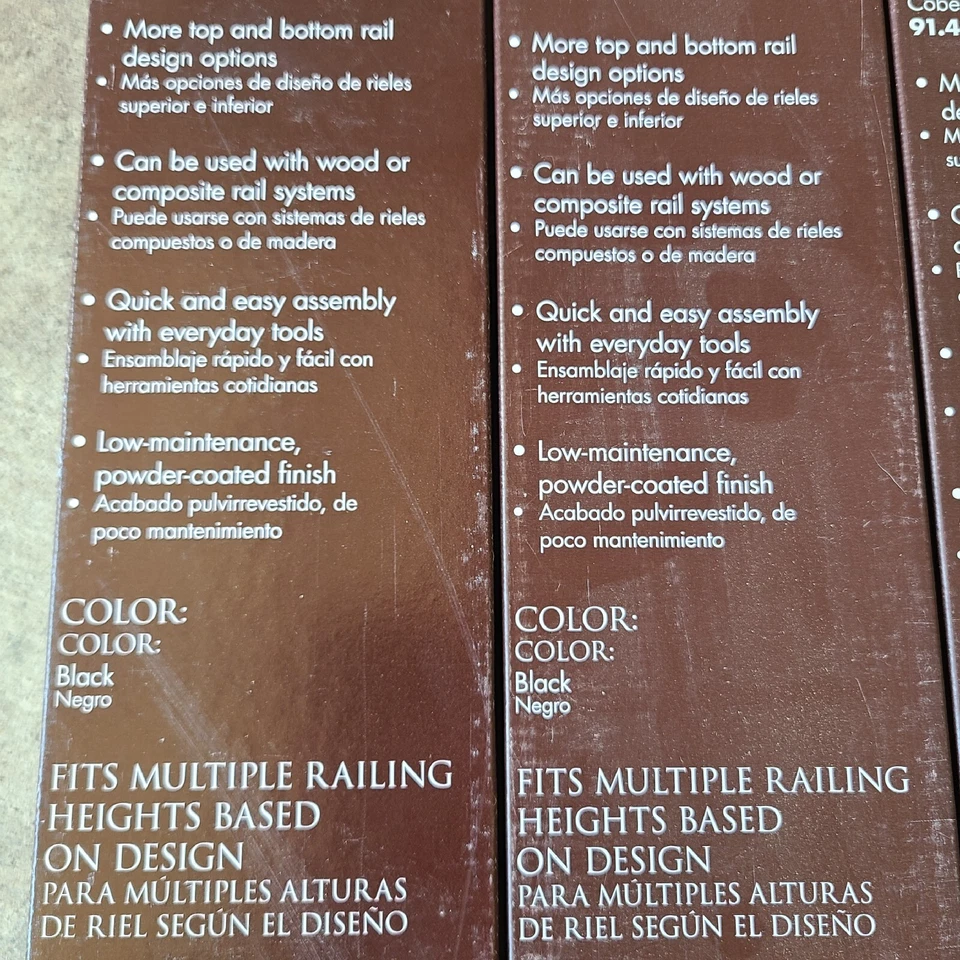 • More top and bottom rail
design options
• Más opciones de diseño de rieles
superior e inferior
• Can be used with wood or
composite rail systems
• Puede usarse con sistemas de rieles
compuestos o de madera
• Quick and easy assembly
with everyday tools
• Ensamblaje rápido y fácil con
herramientas cotidianas
• Low-maintenance,
powder-coated finish
• Acabado pulvirrevestido, de
poco mantenimiento
COLOR:
COLOR:
Black
Negro
FITS MULTIPLE RAILING
HEIGHTS BASED
ON DESIGN
PARA MÚLTIPLES ALTURAS
DE RIEL SEGÚN EL DISEÑO
• More top and bottom rail
design options
• Más opciones de diseño de rieles
superior e inferior
• Can be used with wood or
composite rail systems
• Puede usarse con sistemas de rieles
compuestos o de madera
• Quick and easy assembly
with everyday tools
• Ensamblaje rápido y fácil con
herramientas cotidianas
• Low-maintenance,
powder-coated finish
• Acabado pulvirrevestido, de
poco mantenimiento
COLOR:
COLOR:
Black
Negro
FITS MULTIPLE RAILING
HEIGHTS BASED
ON DESIGN
PARA MÚLTIPLES ALTURAS
DE RIEL SEGÚN EL DISEÑO
91.4